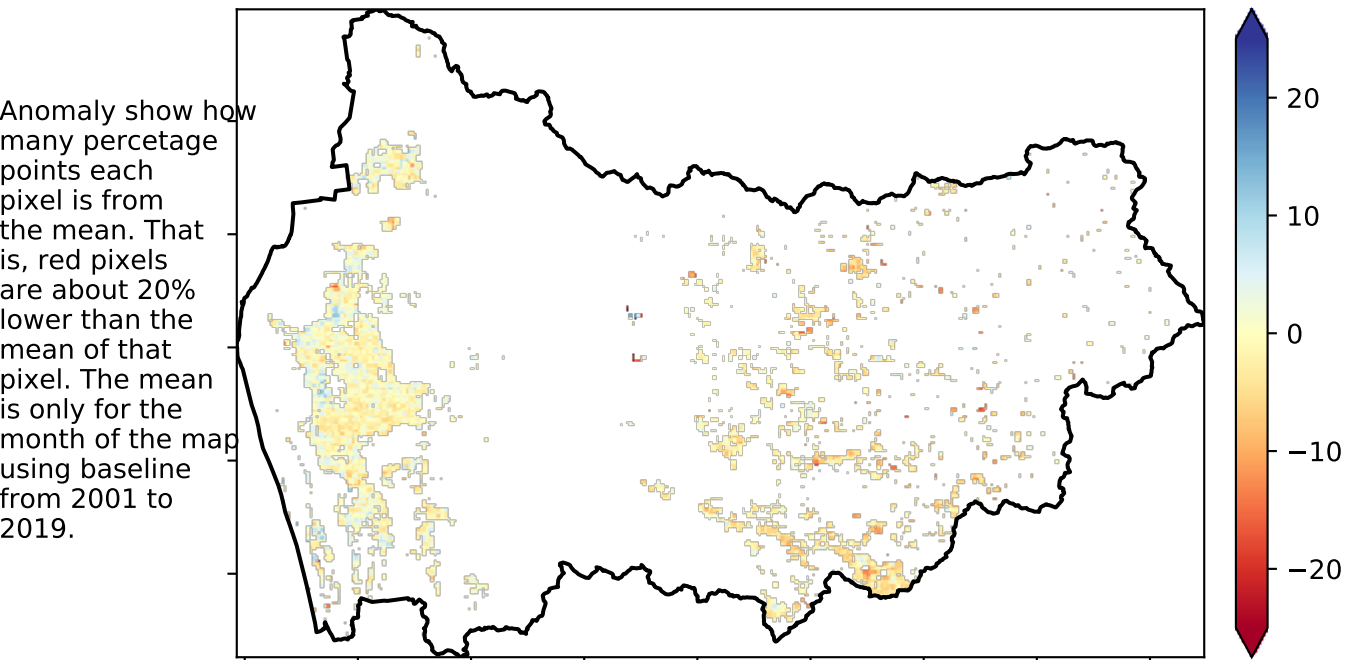 Anomaly show how
many percetage
points each
pixel is from
the mean. That
is, red pixels
are about 20%
lower than the
mean of that
pixel. The mean
is only for the
month of the map
using baseline
from 2001 to
2019.
20
10
0
−10
−20